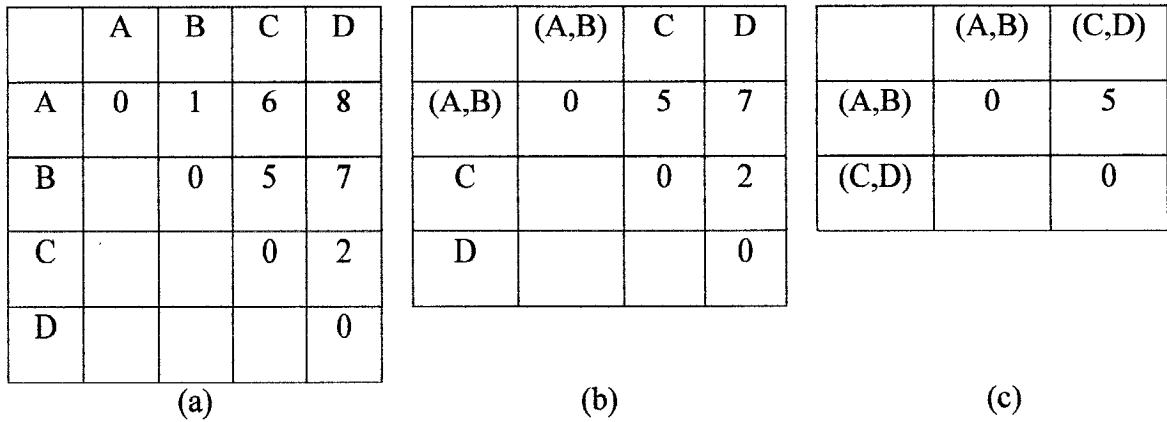 A B C D
A 0 1 6 8
B 0 5 7
C 0 2
D 0
(a)
(A,B) C D
(A,B) 0 5 7
C 0 2
D 0
(b)
(A,B) (C,D)
(A,B) 0 5
(C,D) 0
(c)